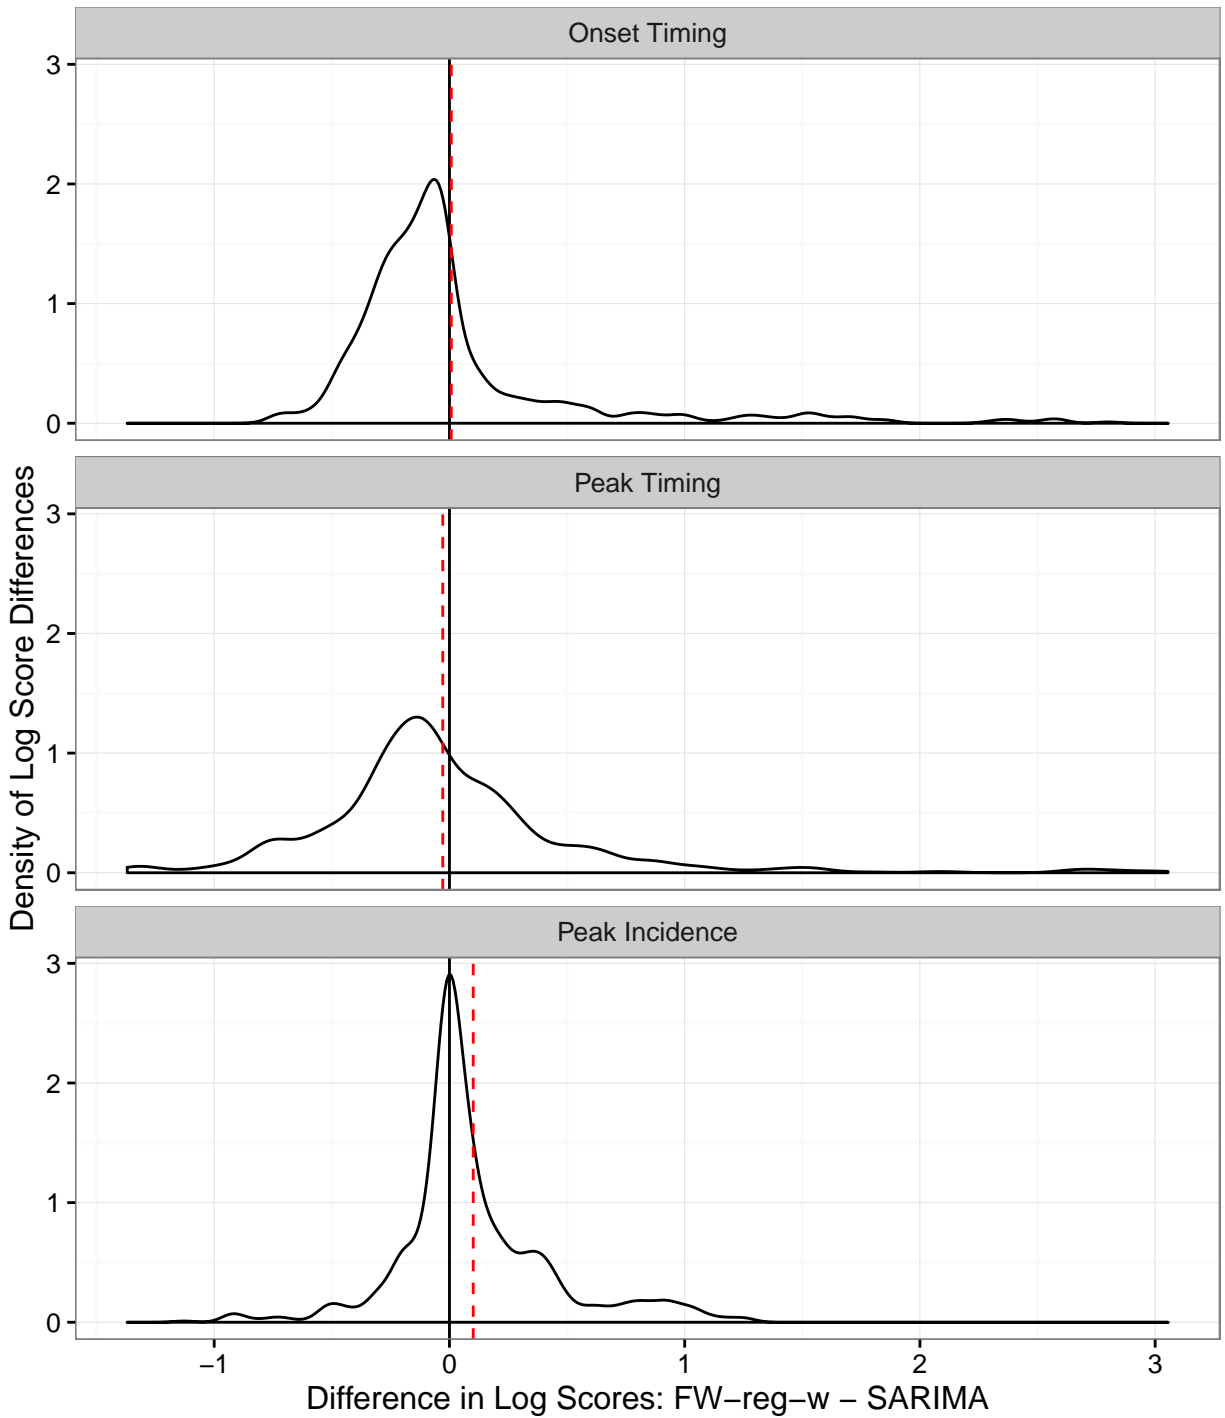 Onset Timing
3
2
1
0
Peak Timing
3
2
1
0
Density of Log Score Differences
Peak Incidence
3
2
1
0
−1 0 1 2 3
Difference in Log Scores: FW−reg−w − SARIMA